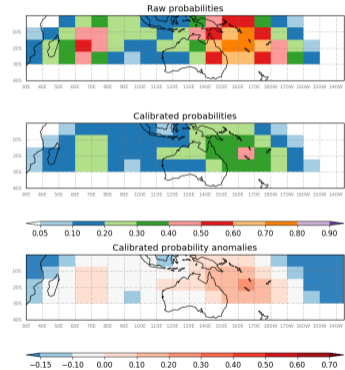 Raw probabilities
10S
20S
30S
40S
30E 40E 50E 60E 70E 80E 90E 100E 110E 120E 130E 140E 150E 160E 170E 180E 170W 160W 150W 140W
Calibrated probabilities
10S
20S
30S
40S
30E 40E 50E 60E 70E 80E 90E 100E 110E 120E 130E 140E 150E 160E 170E 180E 170W 160W 150W 140W
0.05 0.10 0.20 0.30 0.40 0.50 0.60 0.70 0.80 0.90
Calibrated probability anomalies
10S
20S
30S
40S
30E 40E 50E 60E 70E 80E 90E 100E 110E 120E 130E 140E 150E 160E 170E 180E 170W 160W 150W 140W
−0.15 −0.10 0.00 0.10 0.20 0.30 0.40 0.50 0.60 0.70